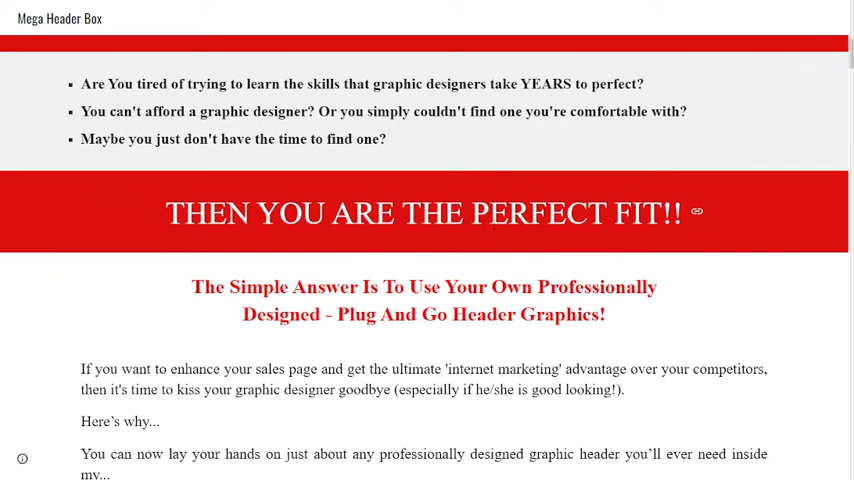 Mega Header Box
Are You tired of trying to learn the skills that graphic designers take YEARS to perfect?
You can't afford a graphic designer? Or you simply couldn't find one you're comfortable with?
Maybe you just don't have the time to find one?
THEN YOU ARE THE PERFECT FIT!!
The Simple Answer Is To Use Your Own Professionally
Designed - Plug And Go Header Graphics!
If you want to enhance your sales page and get the ultimate 'internet marketing' advantage over your competitors,
then it's time to kiss your graphic designer goodbye (especially if he/she is good looking!).
Here’s why...
You can now lay your hands on just about any professionally designed graphic header you’ll ever need inside
my...